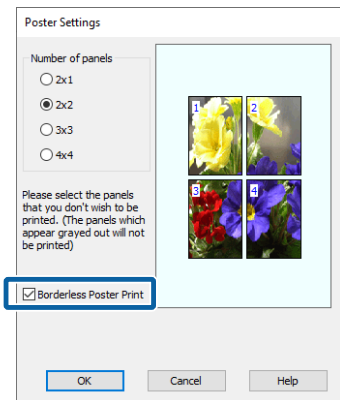 Poster Settings
Number of panels
2x1
2x2
3x3
4x4
1
2
3
4
Please select the panels
that you don't wish to be
printed. (The panels which
appear grayed out will not
be printed)
Borderless Poster Print
OK
Cancel
Help